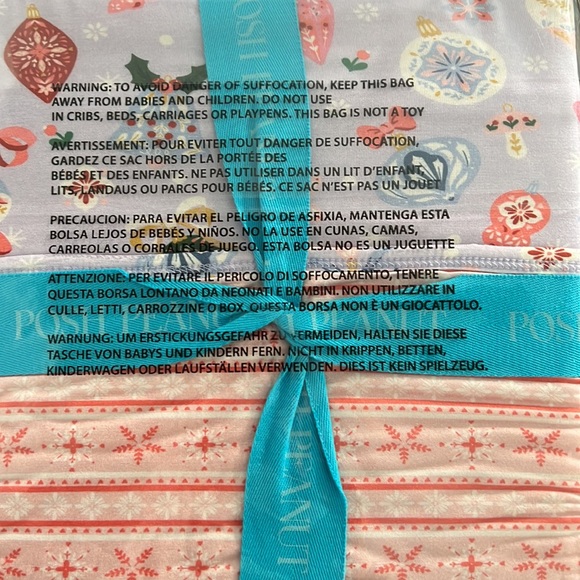 POSH
WARNING: TO AVOID DANGER OF SUFFOCATION, KEEP THIS BAG
AWAY FROM BABIES AND CHILDREN. DO NOT USE
IN CRIBS, BEDS, CARRIAGES OR PLAYPENS. THIS BAG IS NOT A TOY
AVERTISSEMENT: POUR EVITER TOUT DANGER DE SUFFOCATION,
GARDEZ CE SAC HORS DE LA PORTÉE DES
BÉBÉS ET DES ENFANTS. NE PAS UTILISER DANS UN LIT D'ENFANT,
LITS, LANDAUS OU PARCS POUR BÉBÉS. CE SAC N'EST PAS UN JOUET
PRECAUCION: PARA EVITAR EL PELIGRO DE ASFIXIA, MANTENGA ESTA
BOLSA LEJOS DE BEBÉS Y NIÑOS. NO LA USE EN CUNAS, CAMAS,
CARREOLAS O CORRALES DE JUEGO. ESTA BOLSA NO ES UN JUGUETTE
ATTENZIONE: PER EVITARE IL PERICOLO DI SOFFOCAMENTO, TENERE
QUESTA BORSA LONTANO DA NEONATI E BAMBINI. NON UTILIZZARE IN
CULLE, LETTI, CARROZZINE O BOX. QUESTA BORSA NON È UN GIOCATTOLO.
POSH PEANUT
POSH
WARNUNG: UM ERSTICKUNGSGEFAHR ZU VERMEIDEN, HALTEN SIE DIESE
TASCHE VON BABYS UND KINDERN FERN. NICHT IN KRIPPEN, BETTEN,
KINDERWAGEN ODER LAUFSTÄLLEN VERWENDEN. DIES IST KEIN SPIELZEUG.
PEANUT